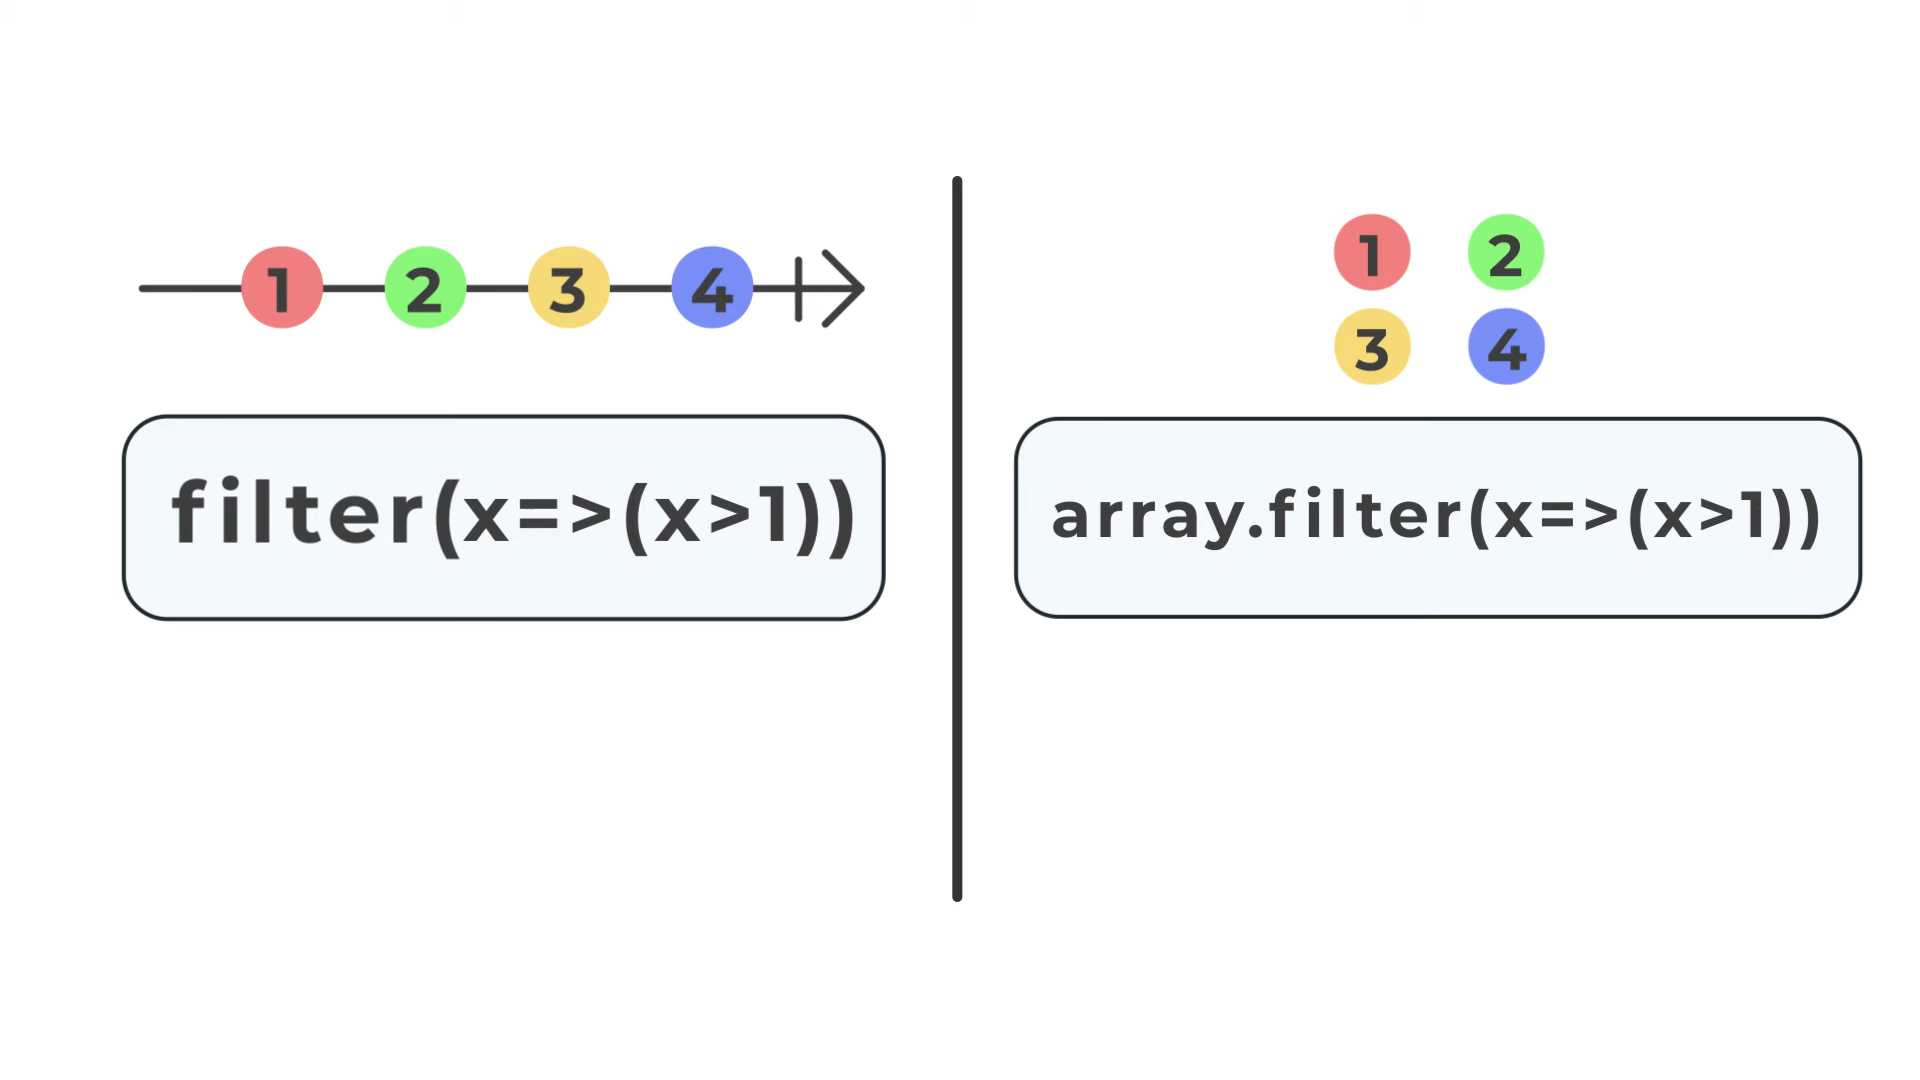 1 2 3 4
filter(x=>(x>1))
1 2
3 4
array.filter(x=>(x>1))